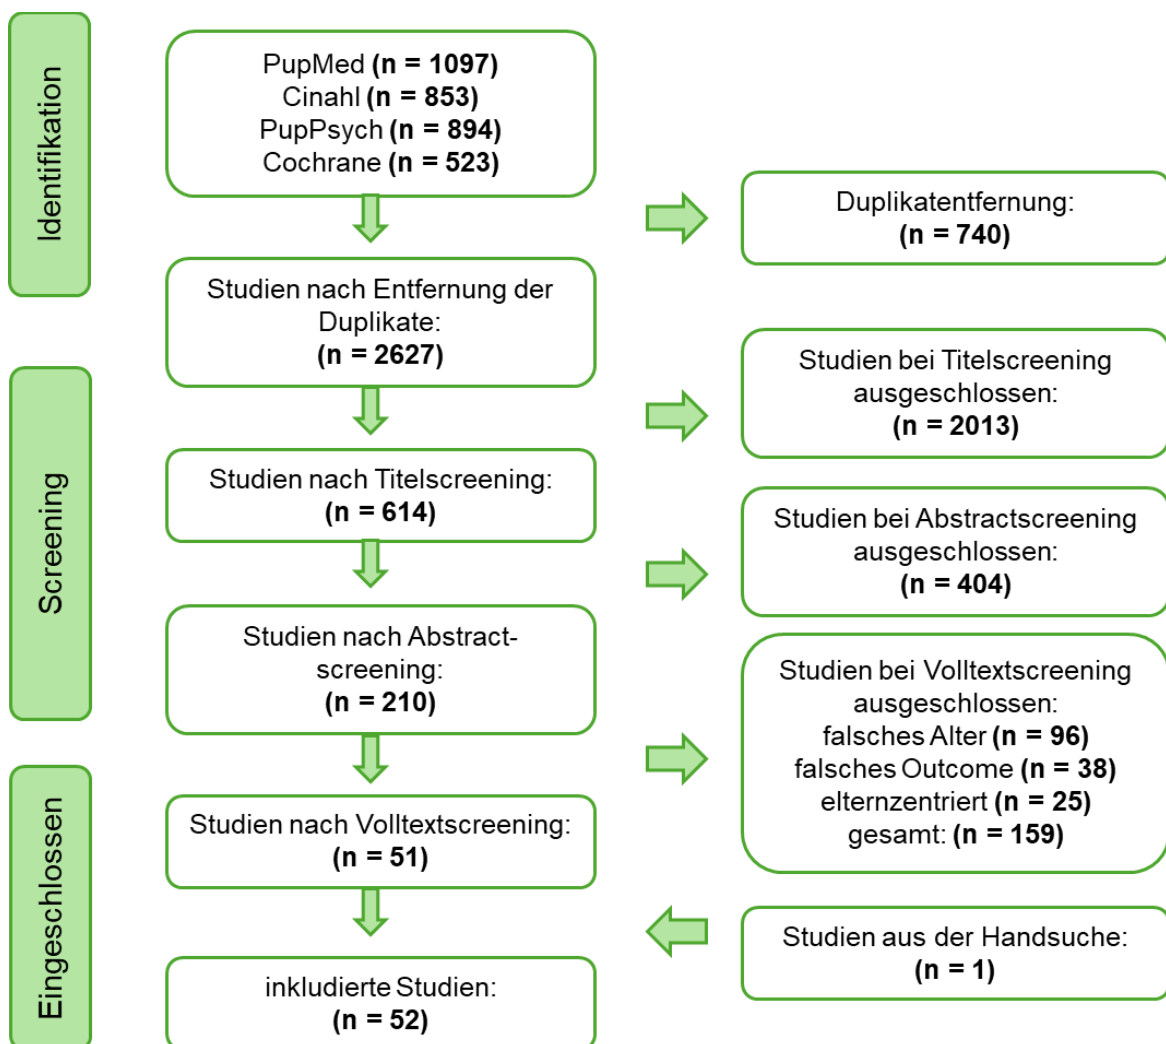 Identifikation
PupMed (n = 1097)
Cinahl (n = 853)
PupPsych (n = 894)
Cochrane (n = 523)
Duplikatentfernung:
(n = 740)
Studien nach Entfernung der
Duplikate:
(n = 2627)
Screening
Studien bei Titelscreening
ausgeschlossen:
(n = 2013)
Studien nach Titelscreening:
(n = 614)
Studien bei Abstractscreening
ausgeschlossen:
(n = 404)
Studien nach Abstract-
screening:
(n = 210)
Studien bei Volltextscreening
ausgeschlossen:
falsches Alter (n = 96)
falsches Outcome (n = 38)
elternzentriert (n = 25)
gesamt: (n = 159)
Eingeschlossen
Studien nach Volltextscreening:
(n = 51)
Studien aus der Handsuche:
(n = 1)
inkludierte Studien:
(n = 52)